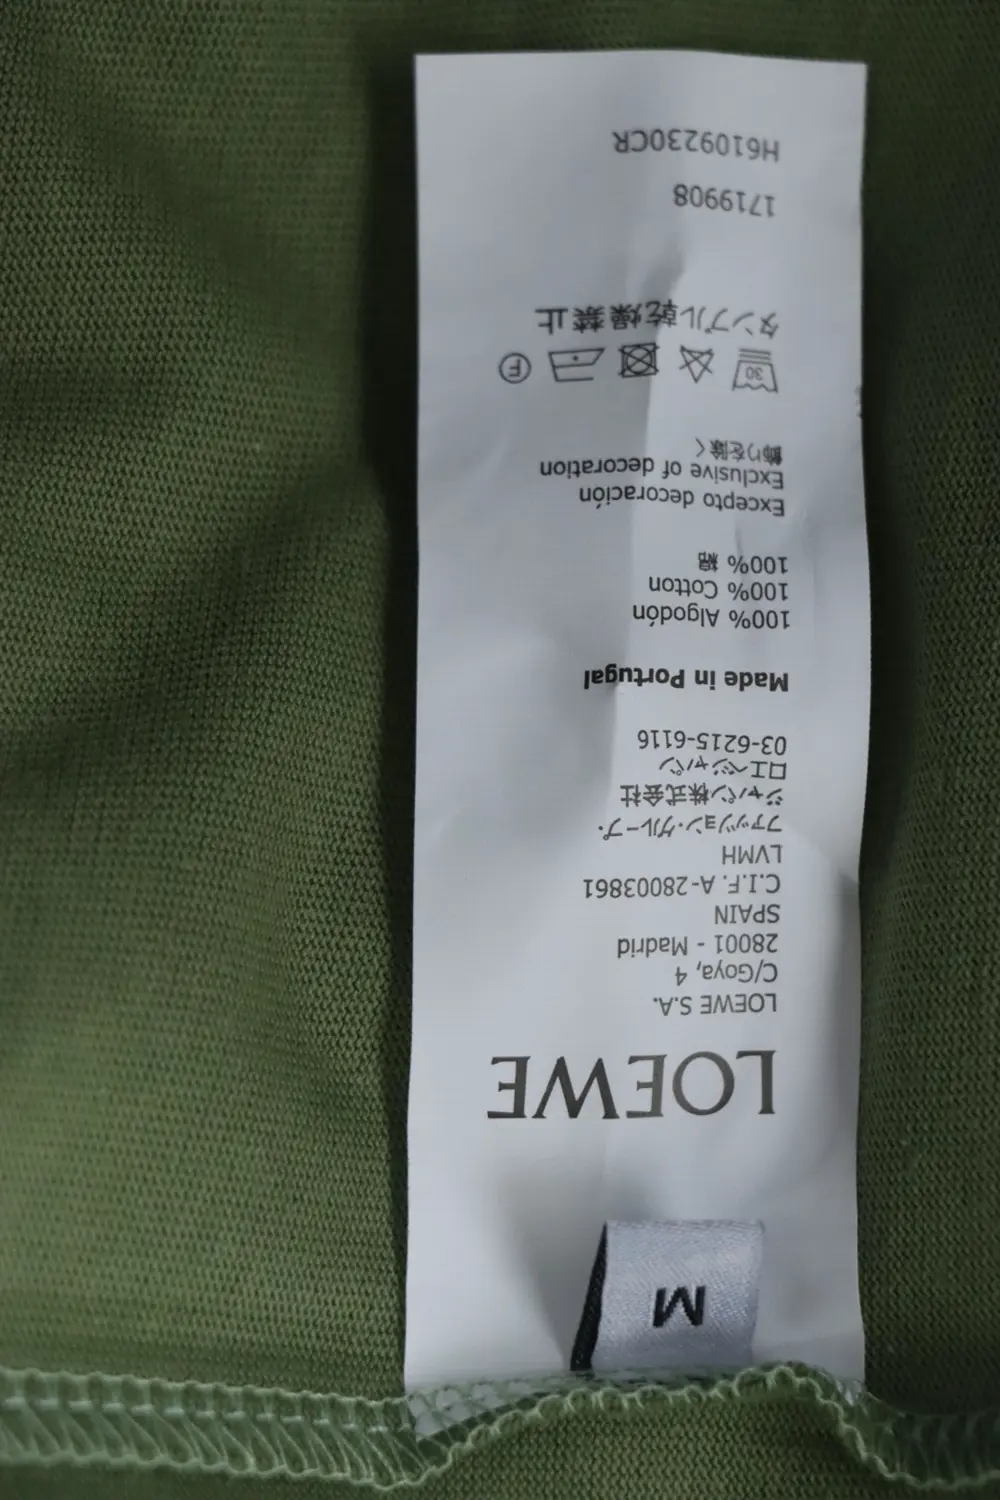 M
LOEWE
LOEWE S.A.
C/Goya, 4
28001 - Madrid
SPAIN
C.I.F. A-28003861
LVMH
ファッション・グループ・
ジャパン株式会社
ロエベジャパン
03-6215-6116
Made in Portugal
100% Algodón
100% Cotton
100% 綿
Excepto decoración
Exclusive of decoration
飾りを除く
30
F
タンブル乾燥禁止
1719908
H6109230CR